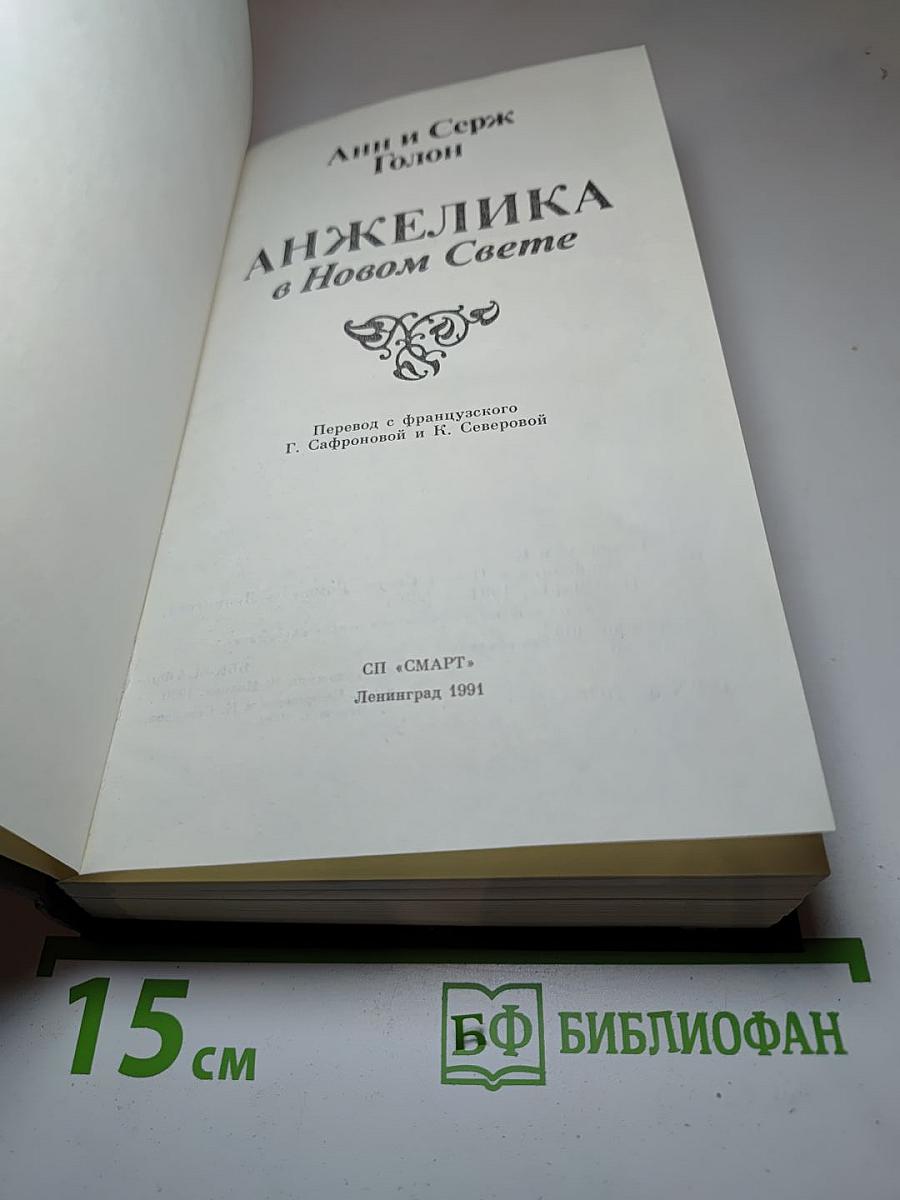 Анн и Серж
Голон
АНЖЕЛИКА
в Новом Свете
Перевод с французского
Г. Сафроновой и К. Северовой
СП «СМАРТ»
Ленинград 1991
15 см
БФ БИБЛИОФАН